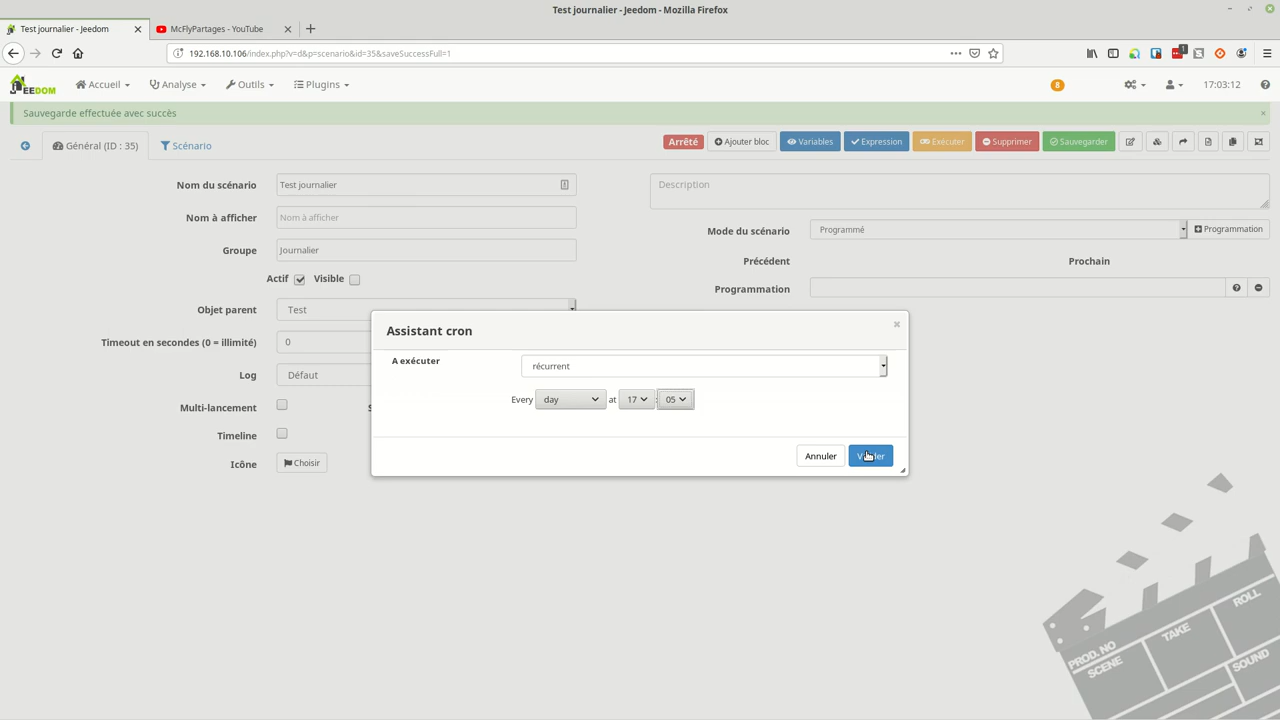 Test journalier - Jeedom - Mozilla Firefox
Test journalier - Jeedom
McFlyPartages - YouTube
192.168.10.106/index.php?v=d&p=scenario&id=35&saveSuccessFull=1
1
JEEDOM
Accueil
Analyse
Outils
Plugins
8
17:03:12
Sauvegarde effectuée avec succès
Général (ID : 35)
Scénario
Arrêté
Ajouter bloc
Variables
Expression
Exécuter
Supprimer
Sauvegarder
Nom du scénario
Test journalier
Description
Nom à afficher
Nom à afficher
Mode du scénario
Programmé
Programmation
Groupe
Journalier
Précédent
Prochain
Actif
Visible
Programmation
Objet parent
Test
Timeout en secondes (0 = illimité)
0
Log
Défaut
Multi-lancement
S
Timeline
Icône
Choisir
Assistant cron
A exécuter
récurrent
Every
day
at
17
:
05
Annuler
PROD. NO
SCENE
TAKE
ROLL
SOUND